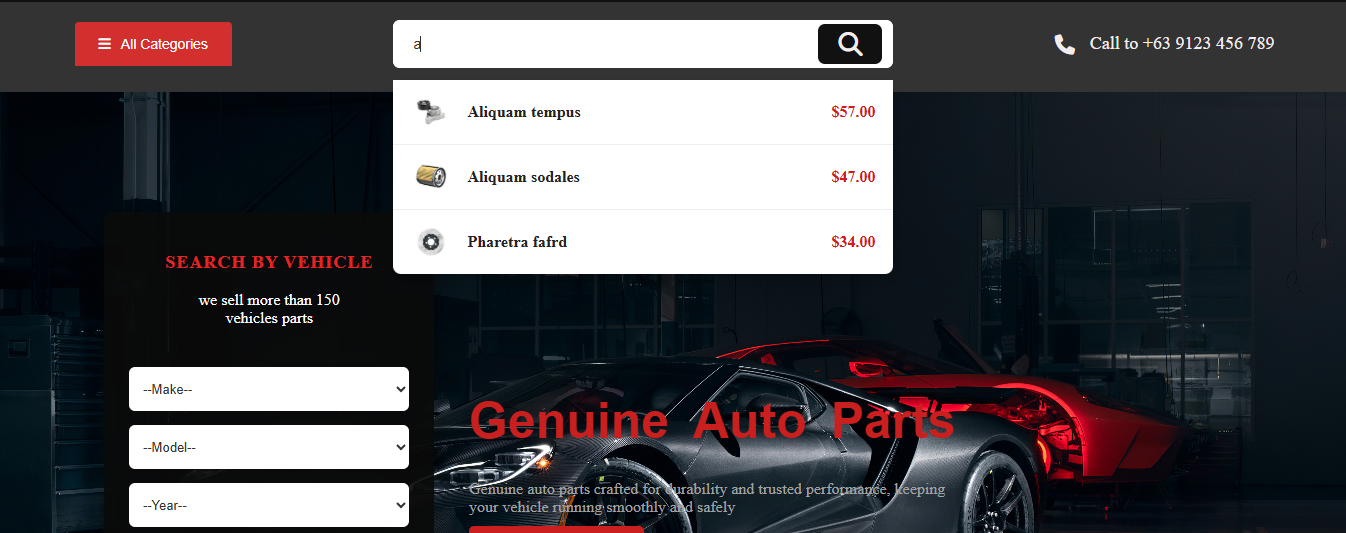 All Categories
a
Call to +63 9123 456 789
Aliquam tempus
$57.00
Aliquam sodales
$47.00
Pharetra fafrd
$34.00
SEARCH BY VEHICLE
we sell more than 150
vehicles parts
--Make--
--Model--
--Year--
Genuine Auto Parts
Genuine auto parts crafted for durability and trusted performance, keeping
your vehicle running smoothly and safely